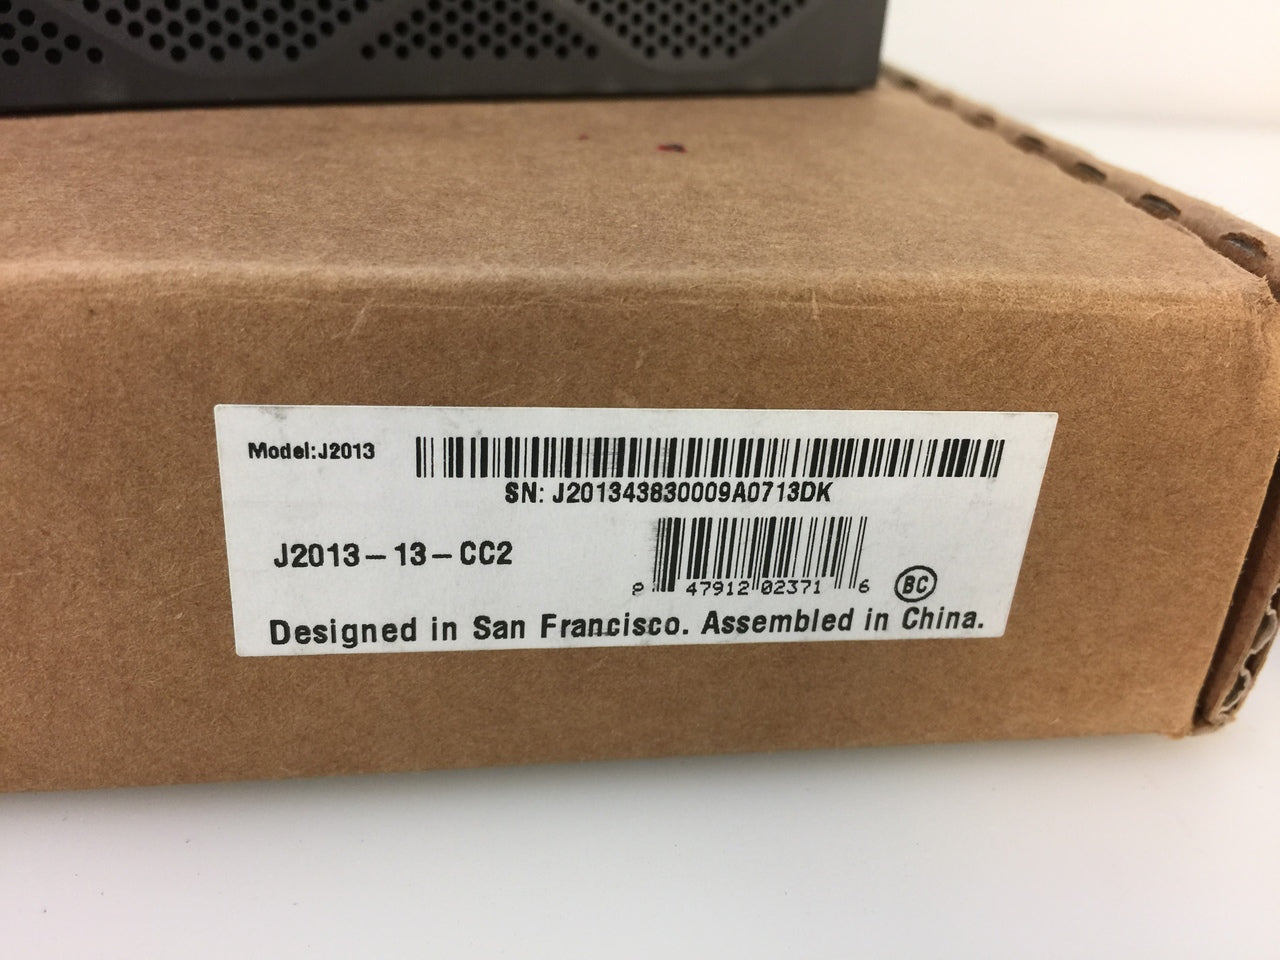 Model:J2013
SN: J201343830009A0713DK
J2013-13-CC2
8 47912 02371 6
BC
Designed in San Francisco. Assembled in China.